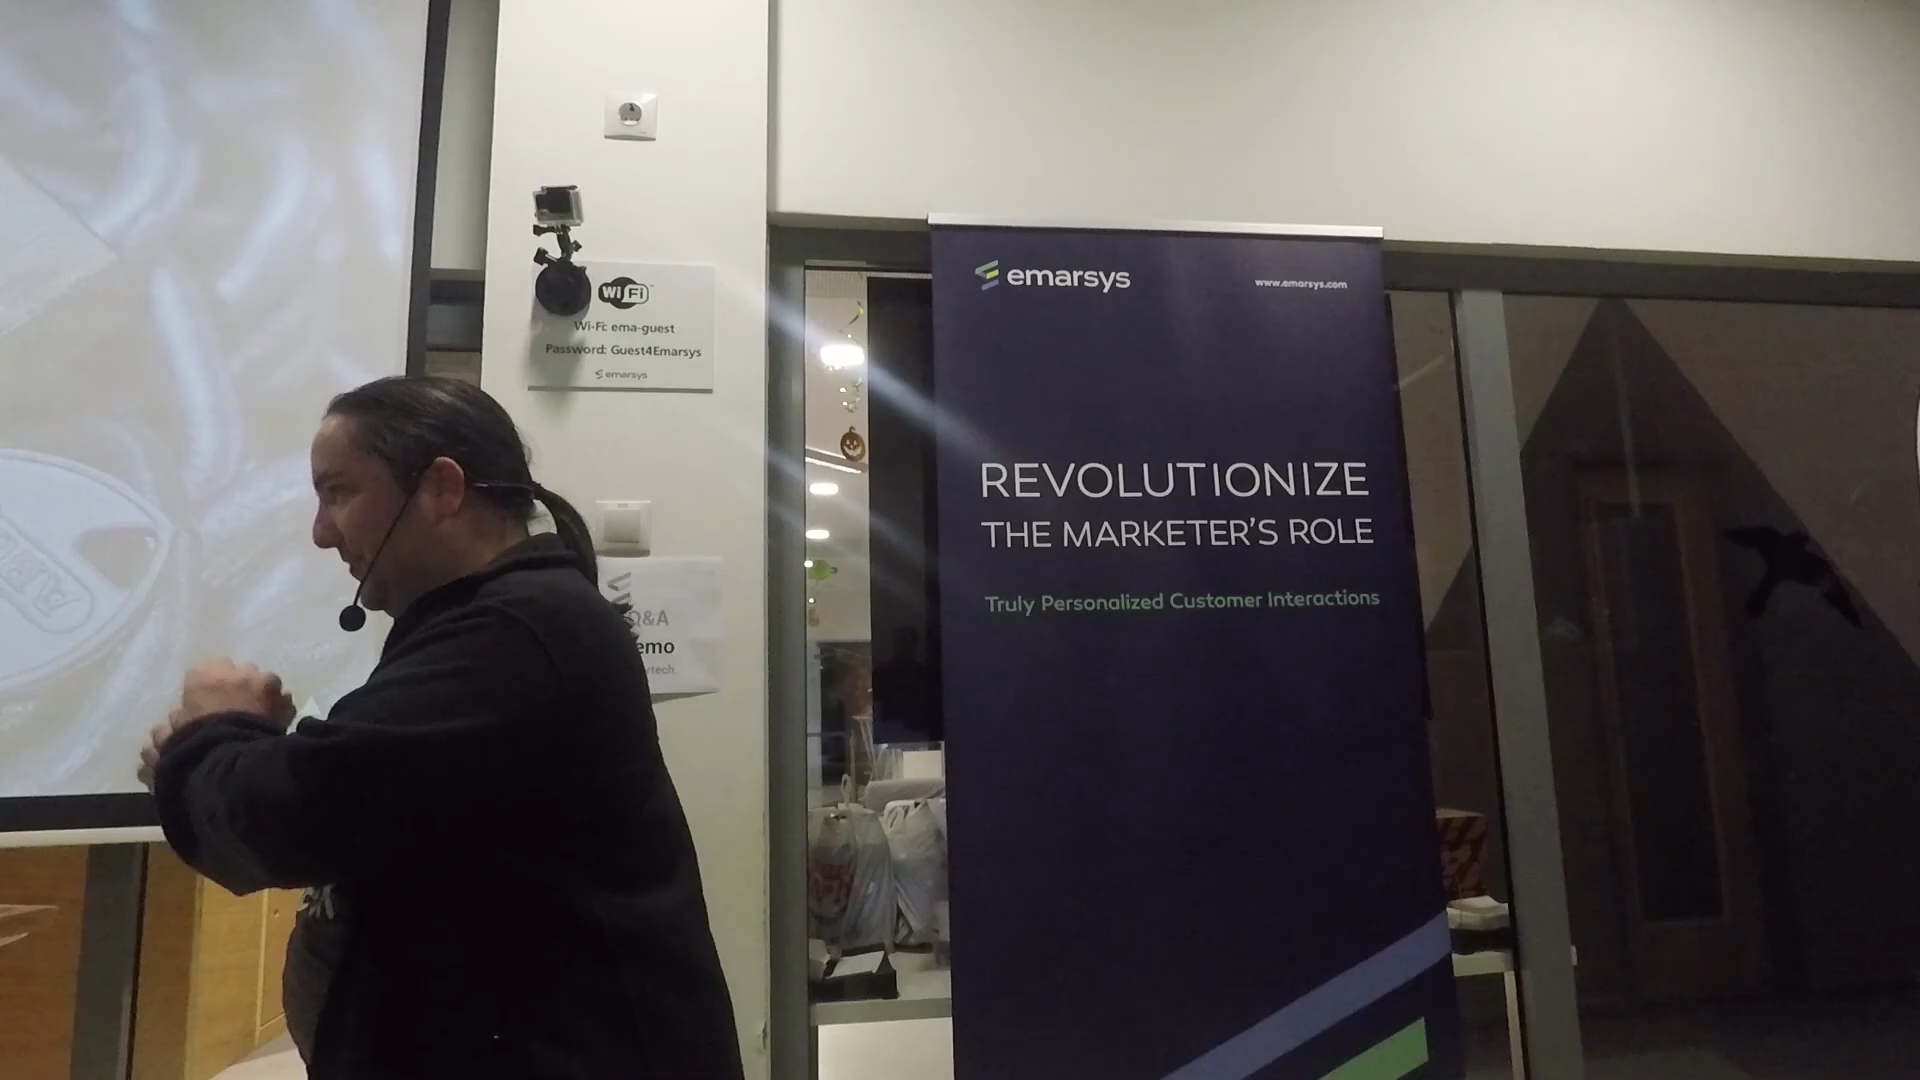 WiFi
Wi-Fi: ema-guest
Password: Guest4Emarsys
emarsys
Q&A
emo
emarsys
www.emarsys.com
REVOLUTIONIZE
THE MARKETER'S ROLE
Truly Personalized Customer Interactions